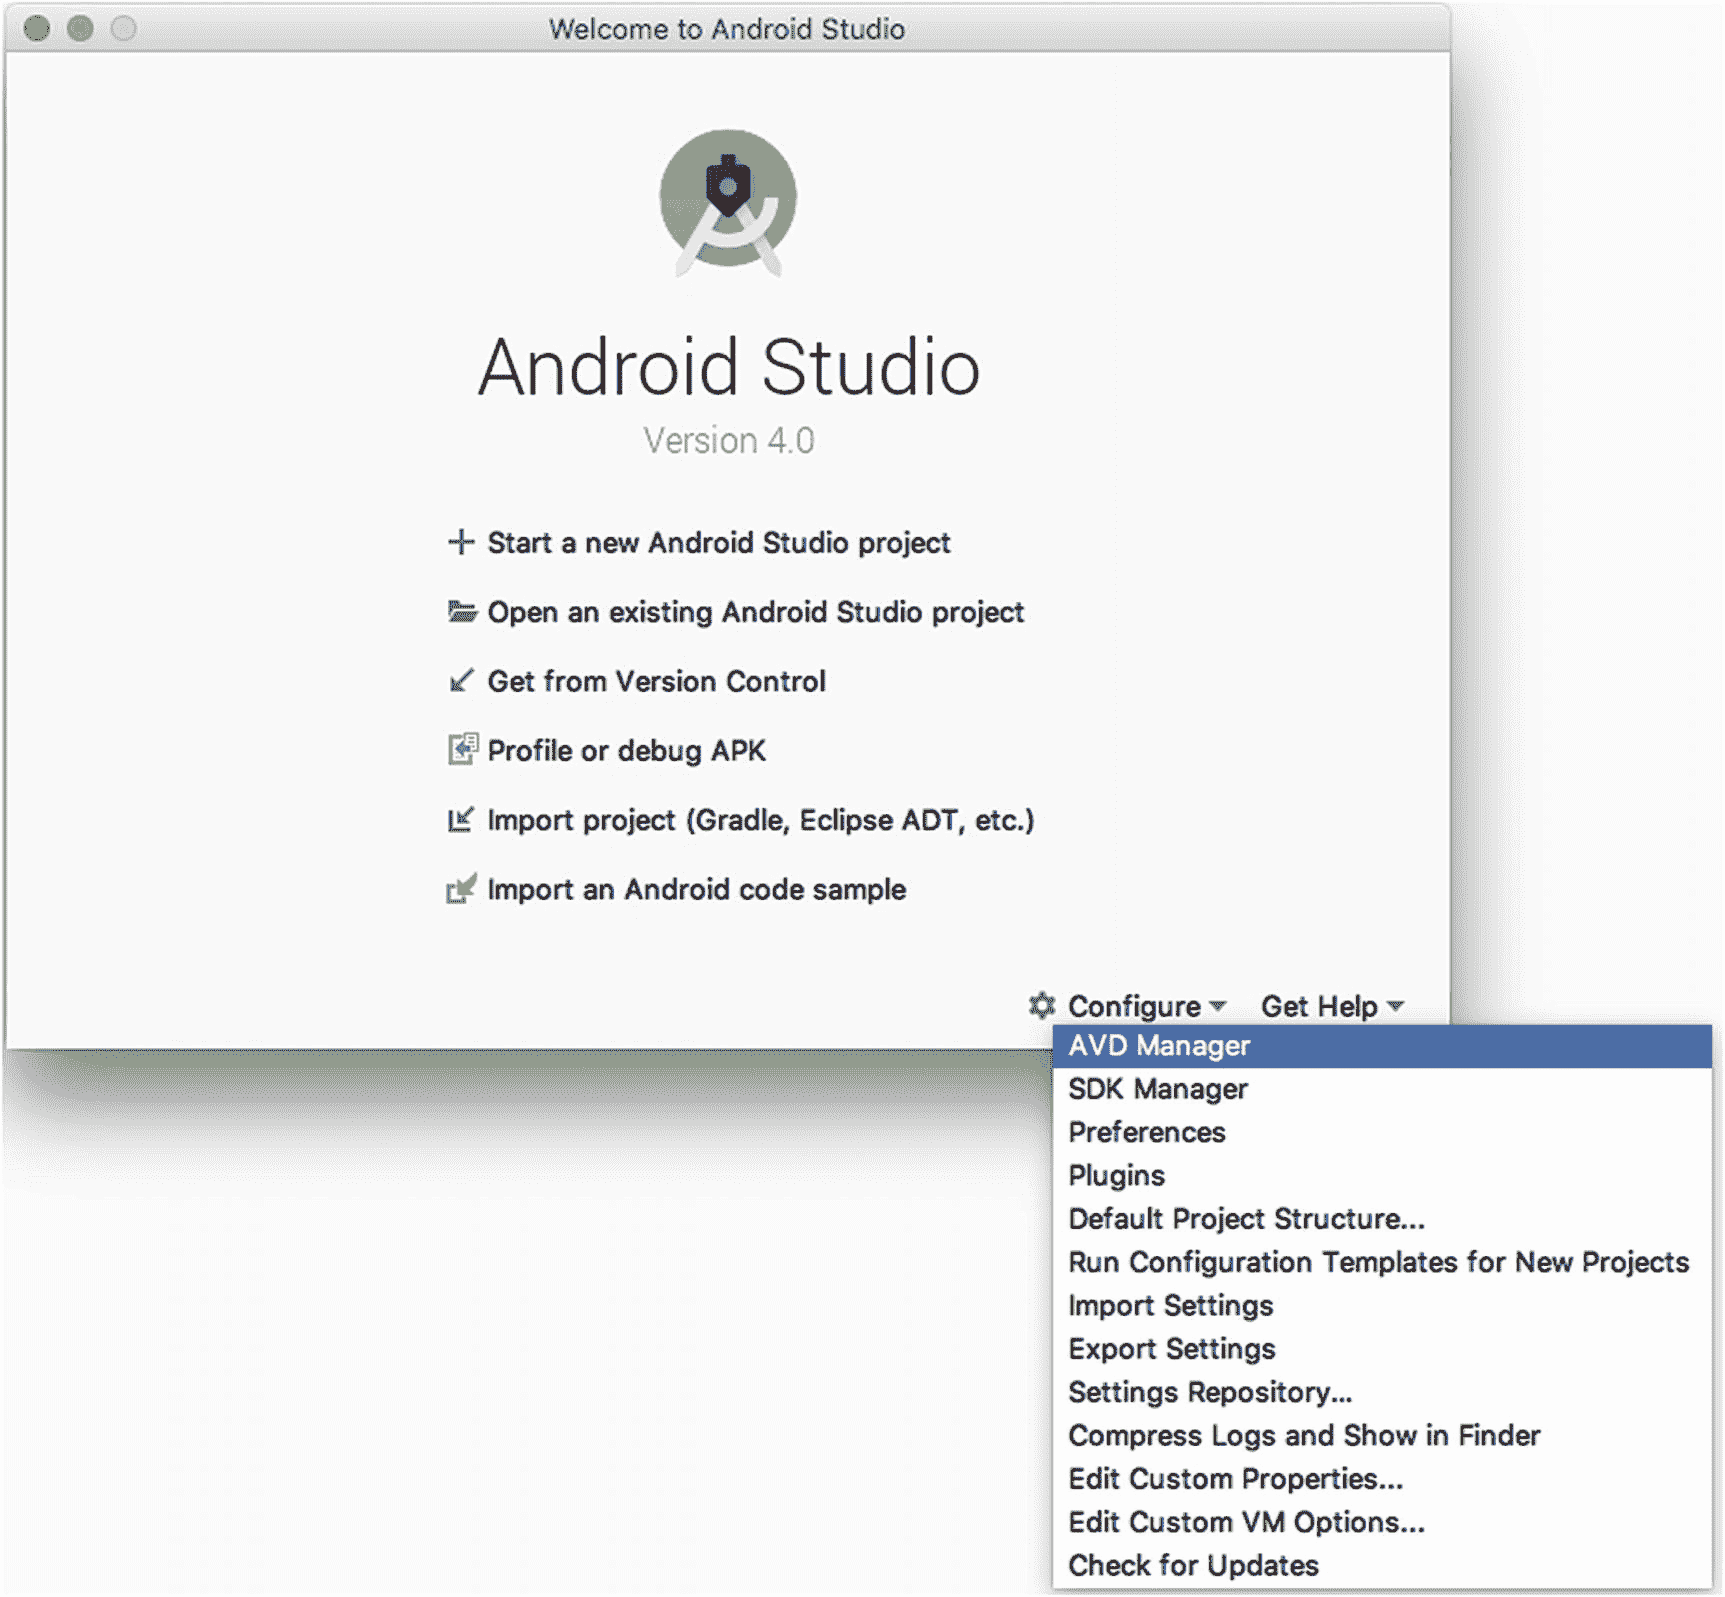 Welcome to Android Studio
Android Studio
Version 4.0
Start a new Android Studio project
Open an existing Android Studio project
Get from Version Control
Profile or debug APK
Import project (Gradle, Eclipse ADT, etc.)
Import an Android code sample
Configure Get Help
AVD Manager
SDK Manager
Preferences
Plugins
Default Project Structure...
Run Configuration Templates for New Projects
Import Settings
Export Settings
Settings Repository...
Compress Logs and Show in Finder
Edit Custom Properties...
Edit Custom VM Options...
Check for Updates